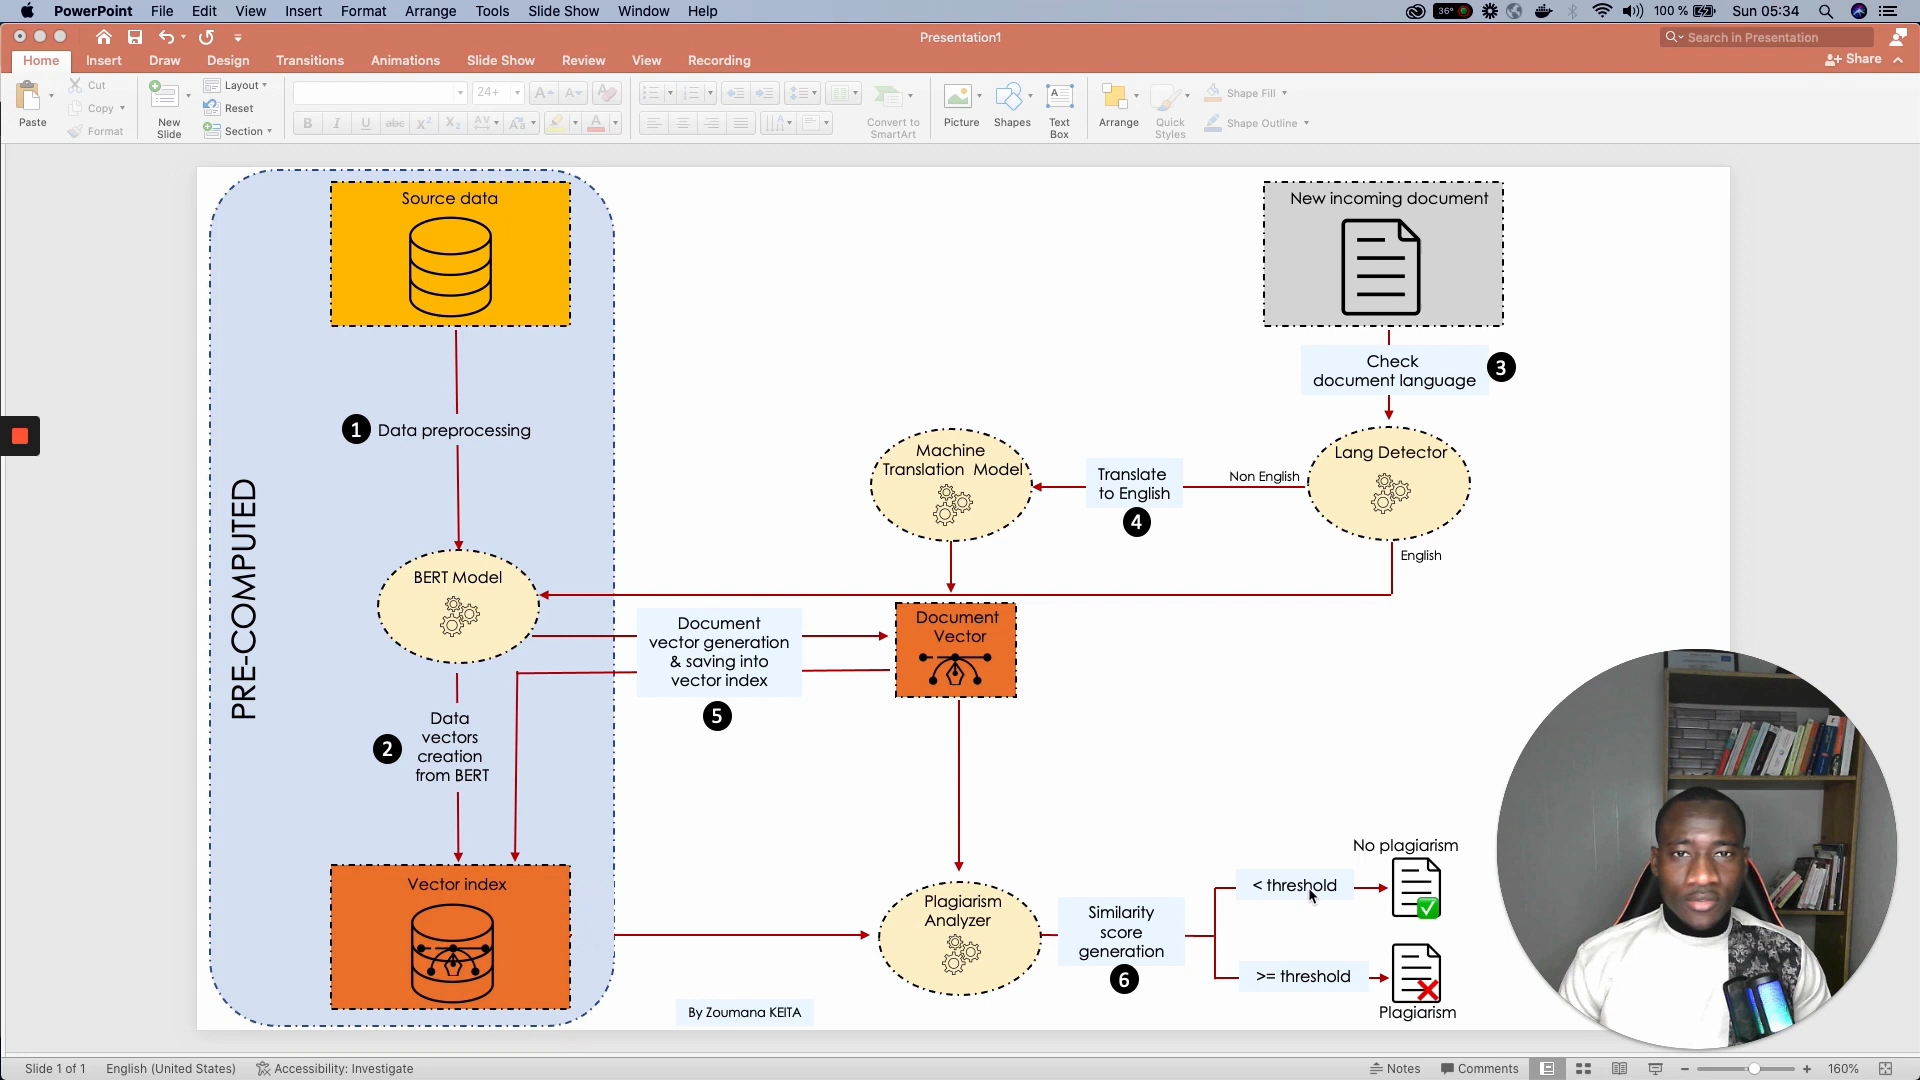 PowerPoint File Edit View Insert Format Arrange Tools Slide Show Window Help
36° 100 % Sun 05:34
Presentation1
Search in Presentation
Home Insert Draw Design Transitions Animations Slide Show Review View Recording
Share
Paste
Cut
Copy
Format
New
Slide
Layout
Reset
Section
24+
Convert to
SmartArt
Picture
Shapes
Text
Box
Arrange
Quick
Styles
Shape Fill
Shape Outline
PRE-COMPUTED
Source data
1 Data preprocessing
BERT Model
2
Data
vectors
creation
from BERT
Vector index
New incoming document
Check
document language
3
Lang Detector
Non English
English
Translate
to English
4
Machine
Translation Model
Document
vector generation
& saving into
vector index
5
Document
Vector
Plagiarism
Analyzer
Similarity
score
generation
6
< threshold
>= threshold
No plagiarism
Plagiarism
By Zoumana KEITA
Slide 1 of 1 English (United States) Accessibility: Investigate
Notes Comments 160%